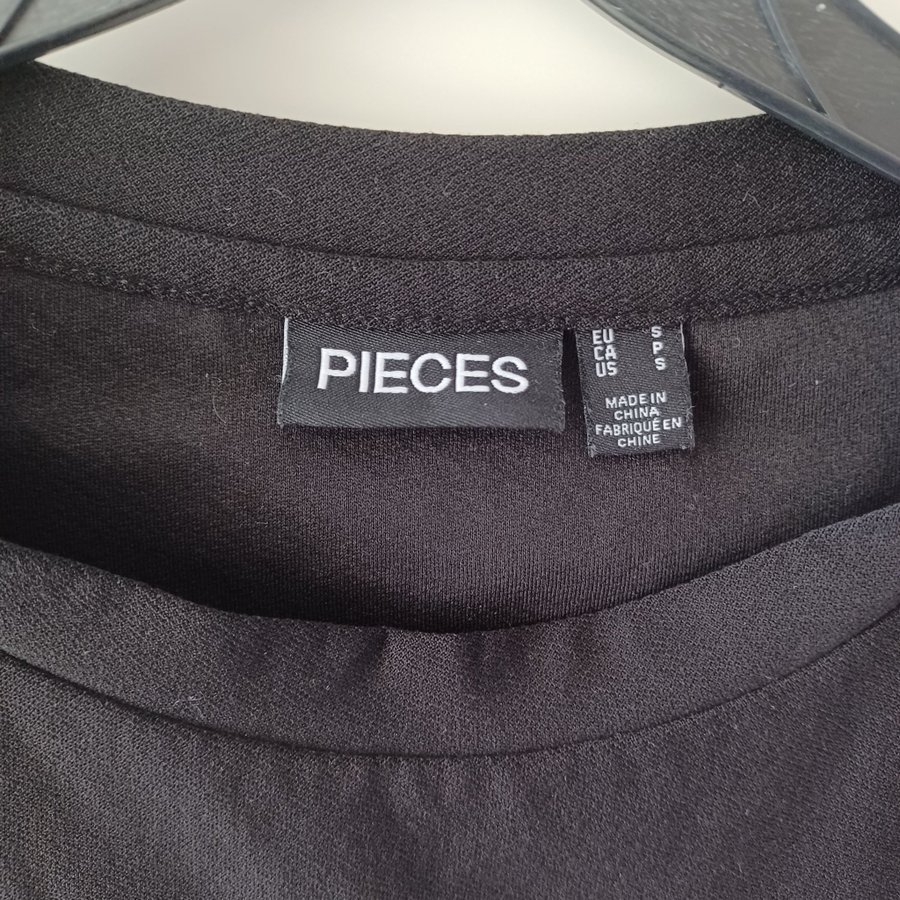 PIECES
EU S
CA P
US S
MADE IN
CHINA
FABRIQUÉ EN
CHINE